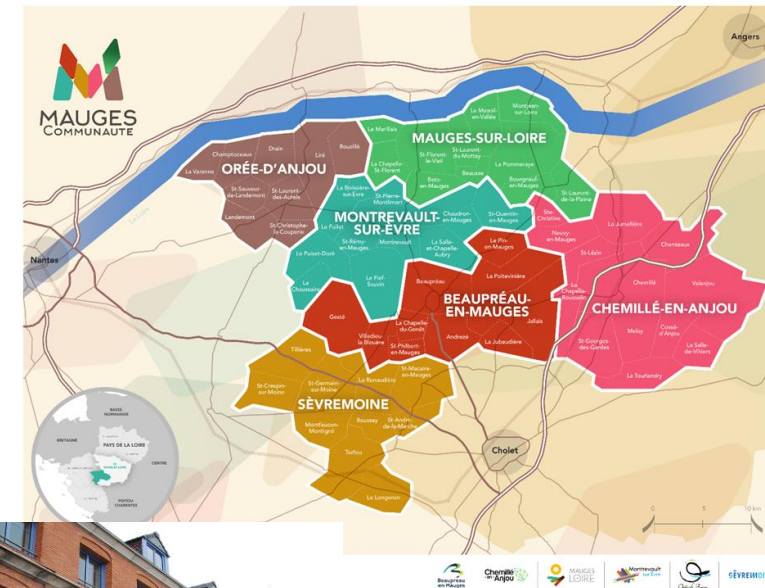 MAUGES
COMMUNAUTE
Angers
Nantes
Cholet
La Loire
ORÉE-D'ANJOU
Champtoceaux
Drain
Liré
Bouzillé
La Varenne
St-Sauveur-
de-Landemont
St-Laurent-
des-Autels
Landemont
St-Christophe-
la-Couperie
MAUGES-SUR-LOIRE
Le Mesnil-
en-Vallée
Montjean-
sur-Loire
Le Marillais
La Chapelle-
St-Florent
St-Florent-
le-Vieil
St-Laurent-
du-Mottay
La Pommeraye
Beausse
Botz-
en-Mauges
Bourgneuf-
en-Mauges
St-Laurent-
de-la-Plaine
MONTREVAULT-
SUR-ÈVRE
La Boissière-
sur-Èvre
St-Pierre-
Montlimart
Chaudron-
en-Mauges
St-Quentin-
en-Mauges
Le Fuilet
St-Rémy-
en-Mauges
Montrevault
La Salle-
et-Chapelle-
Aubry
Le Puiset-Doré
Le Fief-
Sauvin
La
Chaussaire
BEAUPRÉAU-
EN-MAUGES
Le Pin-
en-Mauges
Beaupréau
La Poitevinière
Gesté
Villedieu-
la-Blouère
La Chapelle-
du-Genêt
St-Philbert-
en-Mauges
Andrezé
La Jubaudière
Jallais
CHEMILLÉ-EN-ANJOU
Ste-
Christine
Neuvy-
en-Mauges
La Jumellière
St-Lézin
Chanzeaux
La
Chapelle-
Rousselin
Chemillé
Valanjou
Melay
Cossé-
d'Anjou
St-Georges-
des-Gardes
La Salle-
de-Vihiers
La Tourlandry
SÈVREMOINE
Tillières
St-Crespin-
sur-Moine
St-Germain-
sur-Moine
La Renaudière
St-Macaire-
en-Mauges
Montfaucon-
Montigné
Roussay
St-André-
de-la-Marche
Torfou
Le Longeron
BASSE
NORMANDIE
BRETAGNE
PAYS DE LA LOIRE
CENTRE
POITOU
CHARENTES
0 5 10 km
Beaupréau
en Mauges
Chemillé
en Anjou
MAUGES
LOIRE
Montrevault
sur Èvre